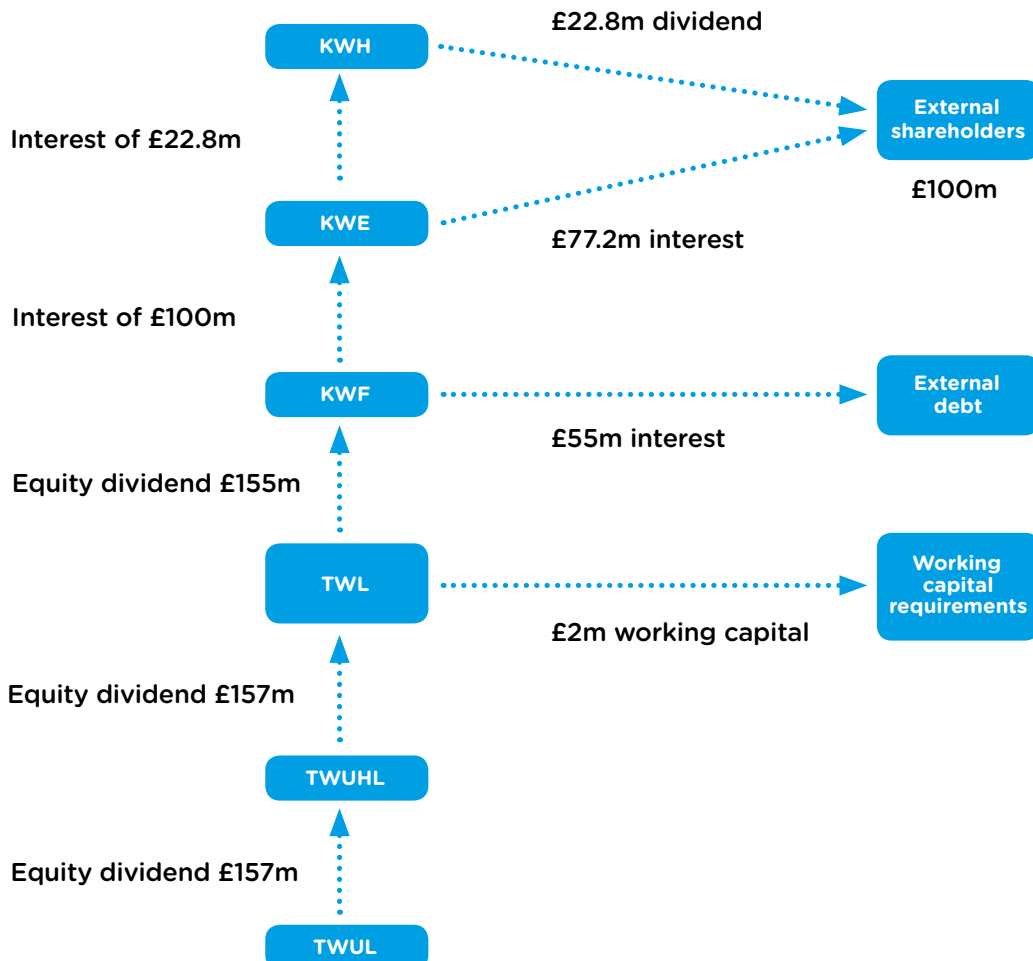 £22.8m dividend
KWH
External
shareholders
Interest of £22.8m
£100m
KWE
£77.2m interest
Interest of £100m
KWF
External
debt
£55m interest
Equity dividend £155m
TWL
Working
capital
requirements
£2m working capital
Equity dividend £157m
TWUHL
Equity dividend £157m
TWUL